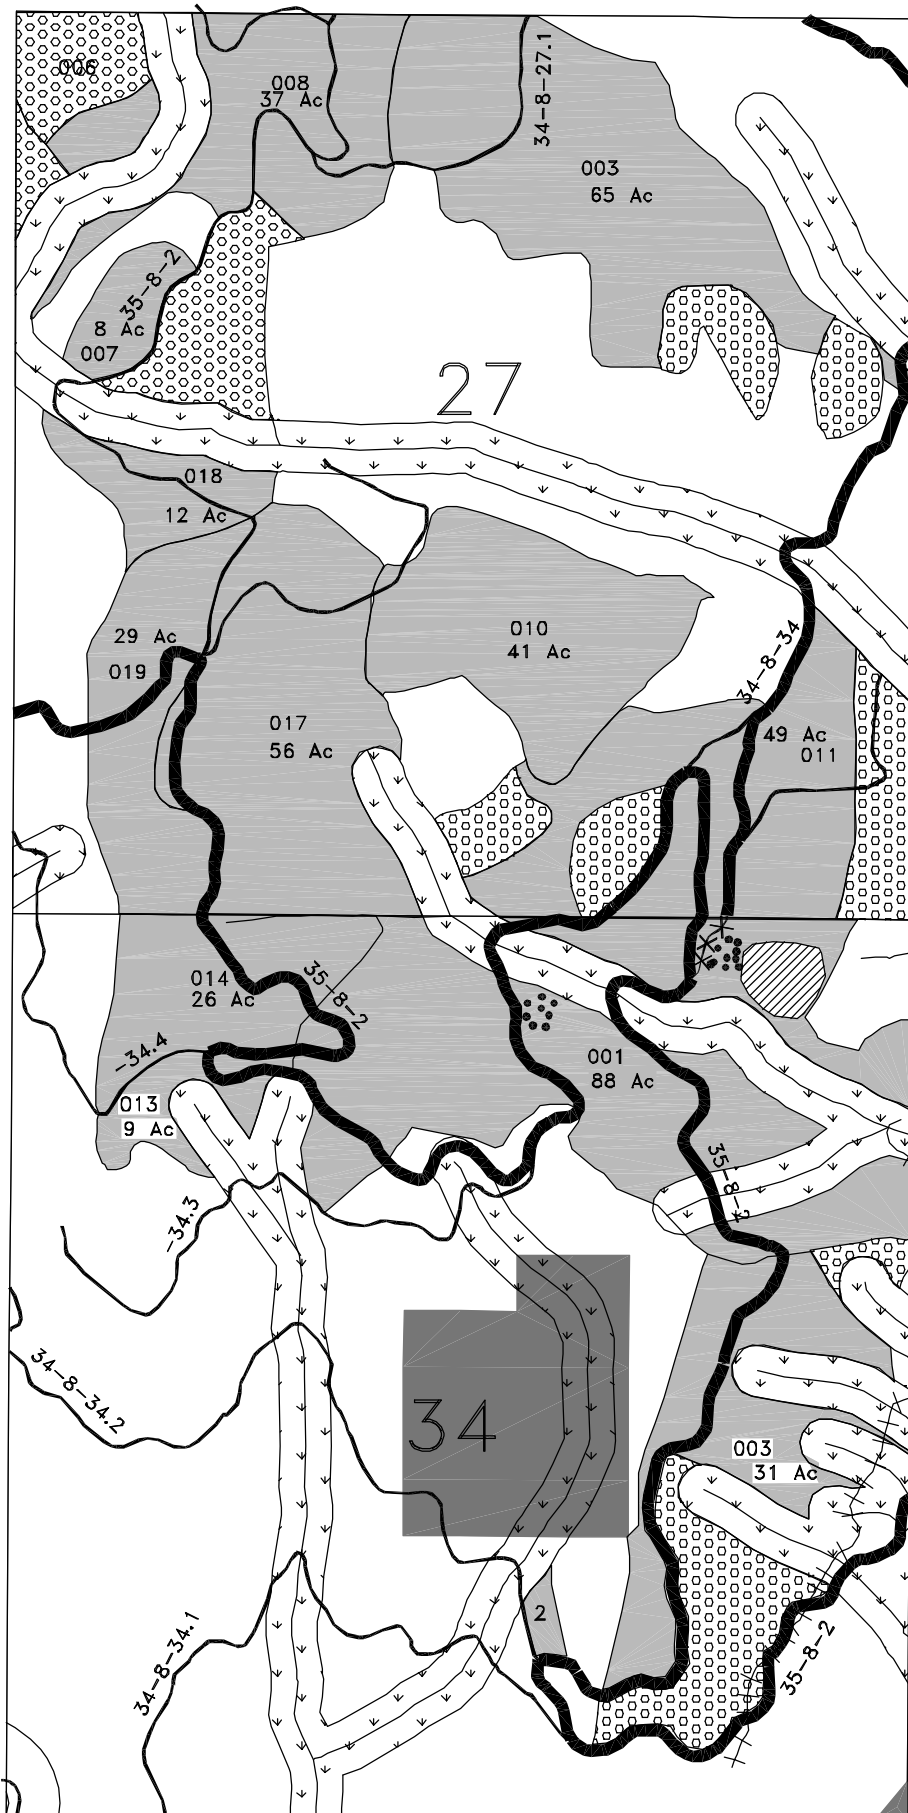 006
008
37 Ac
34-8-27.1
003
65 Ac
35-8-2
8 Ac
007
27
018
12 Ac
29 Ac
019
010
41 Ac
34-8-34
017
56 Ac
49 Ac
011
014
26 Ac
35-8-2
-34.4
001
88 Ac
013
9 Ac
35-8-2
-34.3
34-8-34.2
34
003
31 Ac
2
34-8-34.1
35-8-2